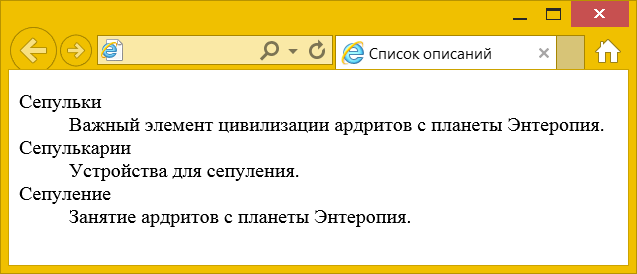 Список описаний
Сепульки
Важный элемент цивилизации ардритов с планеты Энтеропия.
Сепулькарии
Устройства для сепуления.
Сепуление
Занятие ардритов с планеты Энтеропия.